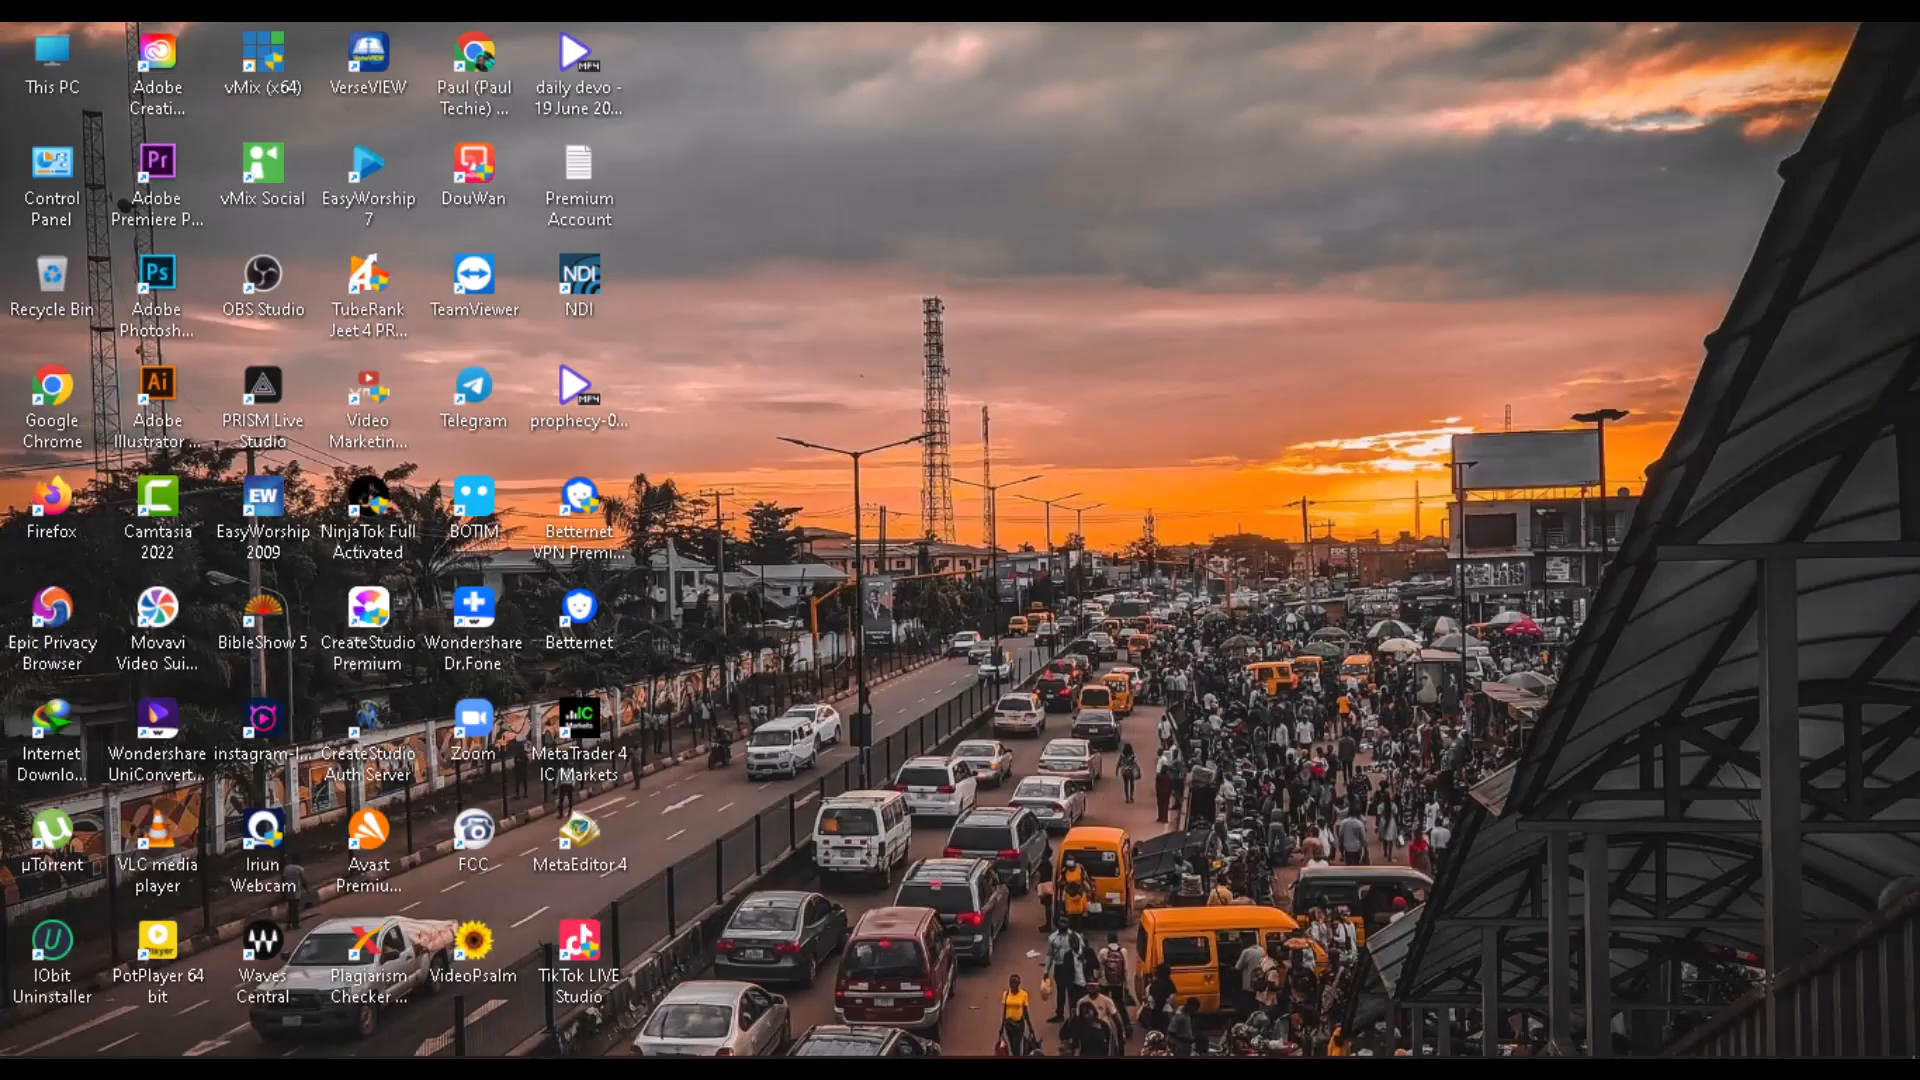 This PC
Adobe
Creati...
vMix (x64)
VerseVIEW
Paul (Paul
Techie) ...
daily devo -
19 June 20...
Control
Panel
Adobe
Premiere P...
vMix Social
EasyWorship
7
DouWan
Premium
Account
Recycle Bin
Adobe
Photosh...
OBS Studio
TubeRank
Jeet 4 PR...
TeamViewer
NDI
Google
Chrome
Adobe
Illustrator ...
PRISM Live
Studio
Video
Marketin...
Telegram
prophecy-0...
Firefox
Camtasia
2022
EasyWorship
2009
NinjaTok Full
Activated
BOTIM
Betternet
VPN Premi...
Epic Privacy
Browser
Movavi
Video Sui...
BibleShow 5
CreateStudio
Premium
Wondershare
Dr.Fone
Betternet
Internet
Downlo...
Wondershare
UniConvert...
instagram-l...
CreateStudio
Auth Server
Zoom
MetaTrader 4
IC Markets
µTorrent
VLC media
player
Iriun
Webcam
Avast
Premiu...
FCC
MetaEditor 4
IObit
Uninstaller
PotPlayer 64
bit
Waves
Central
Plagiarism
Checker ...
VideoPsalm
TikTok LIVE
Studio